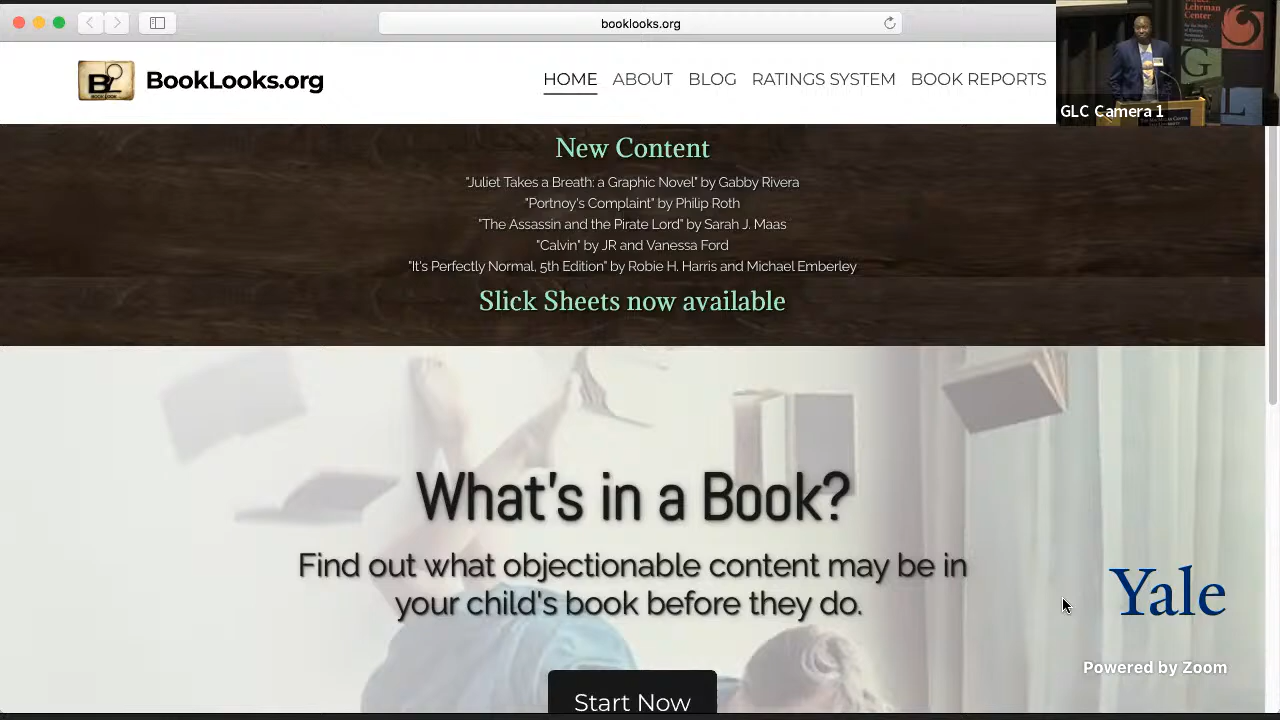 booklooks.org
BookLooks.org
HOME ABOUT BLOG RATINGS SYSTEM BOOK REPORTS
Lehrman
Center
G
L
GLC Camera 1
New Content
"Juliet Takes a Breath: a Graphic Novel" by Gabby Rivera
"Portnoy's Complaint" by Philip Roth
"The Assassin and the Pirate Lord" by Sarah J. Maas
"Calvin" by JR and Vanessa Ford
"It's Perfectly Normal, 5th Edition" by Robie H. Harris and Michael Emberley
Slick Sheets now available
What's in a Book?
Find out what objectionable content may be in
your child's book before they do.
Start Now
Yale
Powered by Zoom